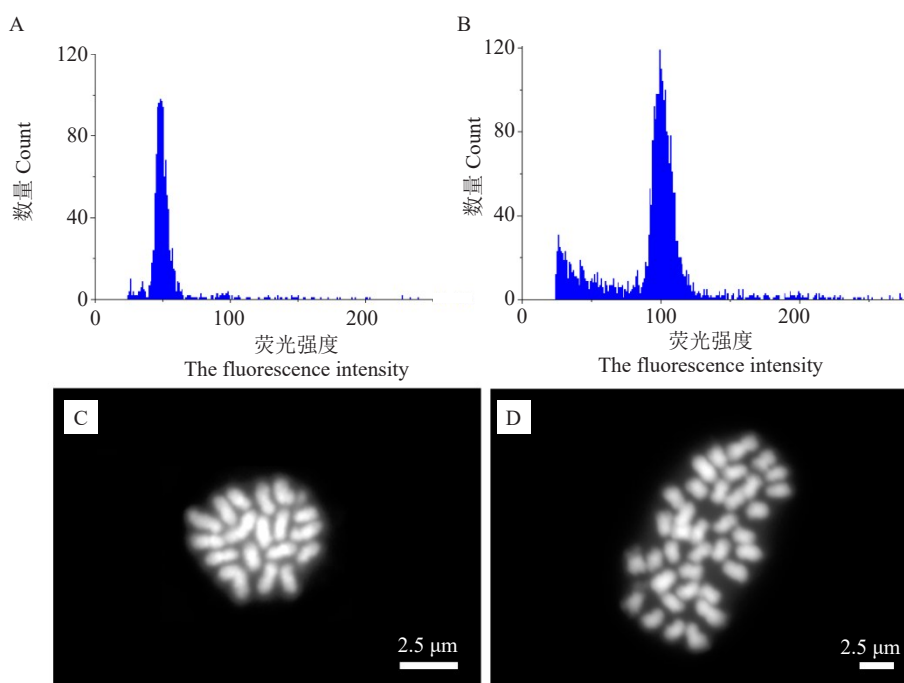 A
B
120
80
40
0
数量 Count
0
100
200
荧光强度
The fluorescence intensity
120
80
40
0
数量 Count
0
100
200
荧光强度
The fluorescence intensity
C
2.5 μm
D
2.5 μm